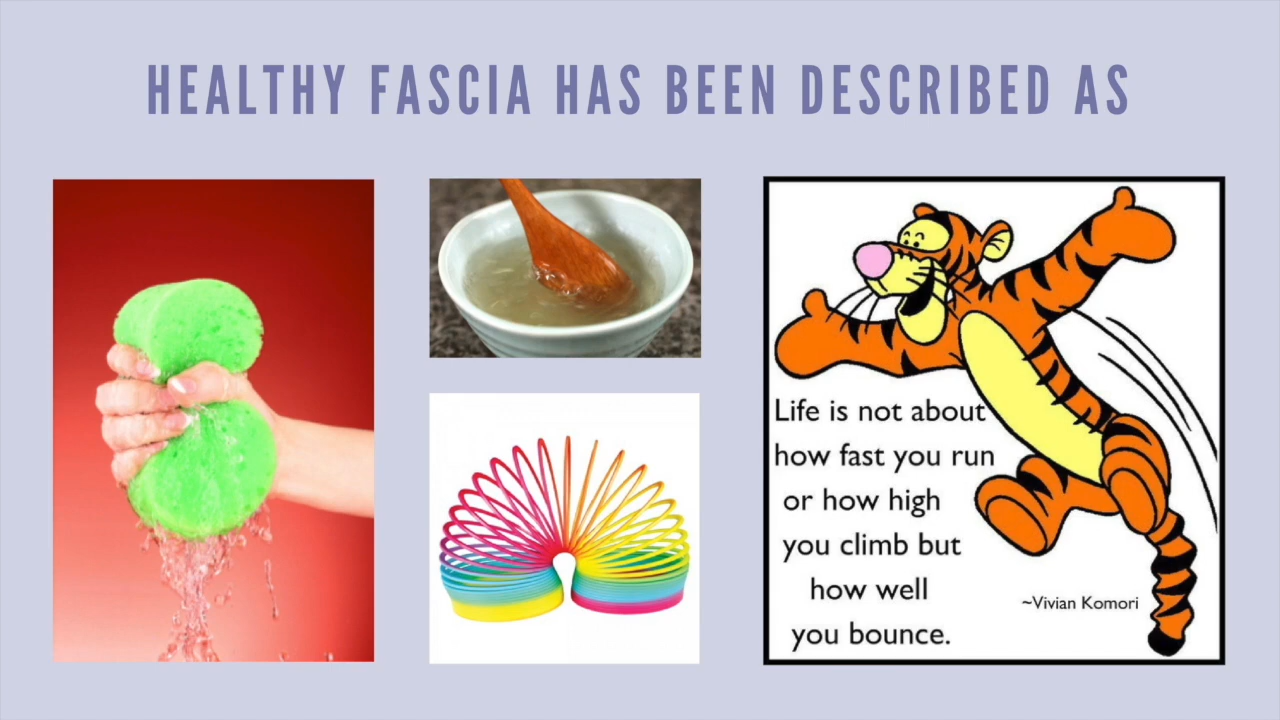 HEALTHY FASCIA HAS BEEN DESCRIBED AS
Life is not about
how fast you run
or how high
you climb but
how well
you bounce.
~Vivian Komori